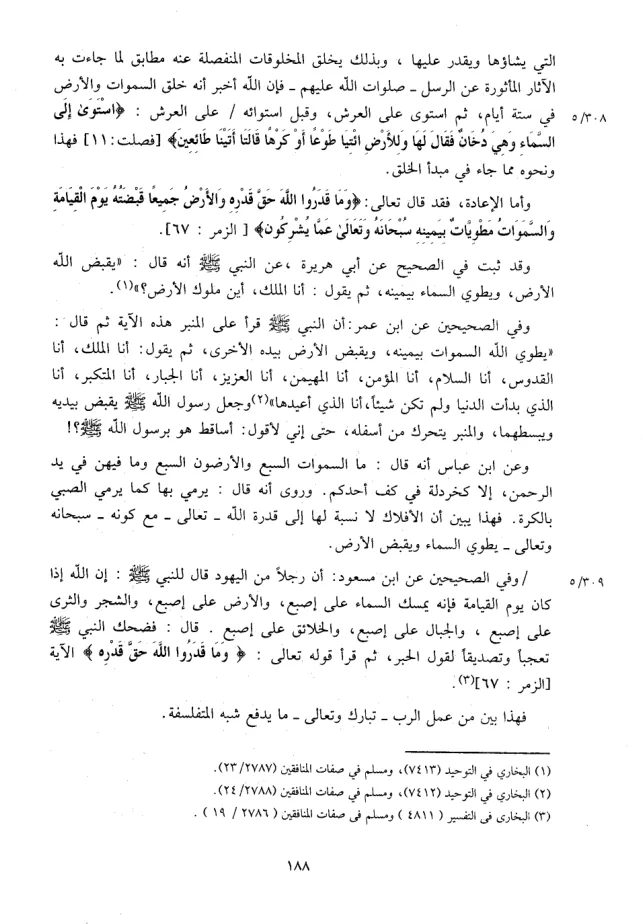 التي يشاؤها ويقدر عليها ، وبذلك يخلق المخلوقات المنفصلة عنه مطابق لما جاءت به
الآثار المأثورة عن الرسل ـ صلوات الله عليهم ـ فإن الله أخبر أنه خلق السموات والأرض
٥/٣٠٨ في ستة أيام، ثم استوى على العرش، وقبل استوائه / على العرش : ﴿اسْتَوَىٰ إِلَى
السَّمَاءِ وَهِيَ دُخَانٌ فَقَالَ لَهَا وَلِلأَرْضِ ائْتِيَا طَوْعًا أَوْ كَرْهًا قَالَتَا أَتَيْنَا طَائِعِينَ﴾ [فصلت: ١١] فهذا
ونحوه مما جاء في مبدأ الخلق.
وأما الإعادة، فقد قال تعالى: ﴿وَمَا قَدَرُوا اللَّهَ حَقَّ قَدْرِهِ وَالأَرْضُ جَمِيعًا قَبْضَتُهُ يَوْمَ الْقِيَامَةِ
وَالسَّمَوَاتُ مَطْوِيَّاتٌ بِيَمِينِهِ سُبْحَانَهُ وَتَعَالَىٰ عَمَّا يُشْرِكُونَ﴾ [ الزمر : ٦٧].
وقد ثبت في الصحيح عن أبي هريرة ،عن النبي ﷺ أنه قال : «يقبض الله
الأرض، ويطوي السماء بيمينه، ثم يقول : أنا الملك، أين ملوك الأرض؟»(١).
وفي الصحيحين عن ابن عمر: أن النبي ﷺ قرأ على المنبر هذه الآية ثم قال :
«يطوي الله السموات بيمينه، ويقبض الأرض بيده الأخرى، ثم يقول: أنا الملك، أنا
القدوس، أنا السلام، أنا المؤمن، أنا المهيمن، أنا العزيز، أنا الجبار، أنا المتكبر، أنا
الذي بدأت الدنيا ولم تكن شيئاً، أنا الذي أعيدها»(٢) وجعل رسول الله ﷺ يقبض بيديه
ويبسطهما، والمنبر يتحرك من أسفله، حتى إني لأقول: أساقط هو برسول الله ﷺ؟!
وعن ابن عباس أنه قال : ما السموات السبع والأرضون السبع وما فيهن في يد
الرحمن، إلا كخردلة في كف أحدكم. وروى أنه قال : يرمي بها كما يرمي الصبي
بالكرة. فهذا يبين أن الأفلاك لا نسبة لها إلى قدرة الله ـ تعالى ـ مع كونه ـ سبحانه
وتعالى ـ يطوي السماء ويقبض الأرض.
٥/٣٠٩ / وفي الصحيحين عن ابن مسعود: أن رجلاً من اليهود قال للنبي ﷺ : إن الله إذا
كان يوم القيامة فإنه يمسك السماء على إصبع، والأرض على إصبع، والشجر والثرى
على إصبع ، والجبال على إصبع، والخلائق على إصبع . قال : فضحك النبي ﷺ
تعجباً وتصديقاً لقول الحبر، ثم قرأ قوله تعالى : ﴿ وَمَا قَدَرُوا اللَّهَ حَقَّ قَدْرِهِ ﴾ الآية
[الزمر : ٦٧](٣).
فهذا بين من عمل الرب ـ تبارك وتعالى ـ ما يدفع شبه المتفلسفة.
(١) البخاري في التوحيد (٧٤١٣)، ومسلم في صفات المنافقين (٢٣/٢٧٨٧).
(٢) البخاري في التوحيد (٧٤١٢)، ومسلم في صفات المنافقين (٢٤/٢٧٨٨).
(٣) البخاري فى التفسير ( ٤٨١١ ) ومسلم في صفات المنافقين ( ٢٧٨٦ / ١٩ ) .
١٨٨